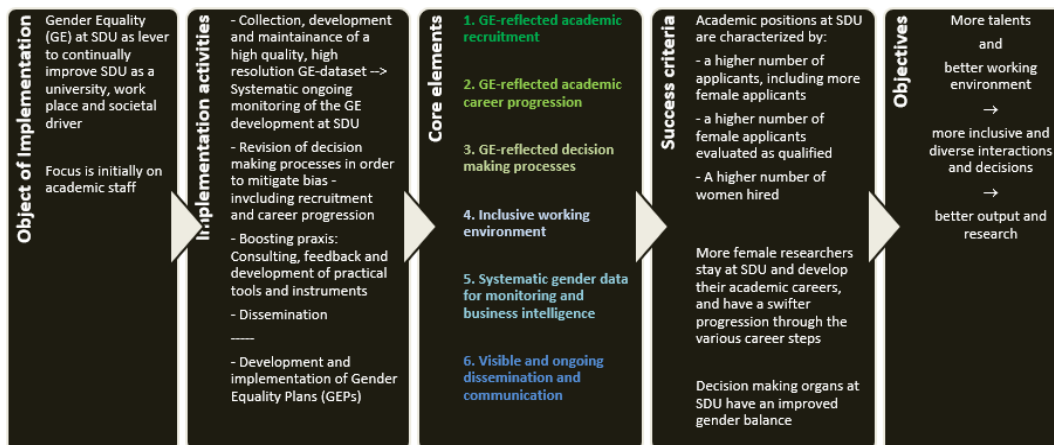 Object of Implementation
Gender Equality
(GE) at SDU as lever
to continually
improve SDU as a
university, work
place and societal
driver
Focus is initially on
academic staff
Implementation activities
- Collection, development
and maintainance of a
high quality, high
resolution GE-dataset -->
Systematic ongoing
monitoring of the GE
development at SDU
- Revision of decision
making processes in order
to mitigate bias -
invcluding recruitment
and career progression
- Boosting praxis:
Consulting, feedback and
development of practical
tools and instruments
- Dissemination
-----
- Development and
implementation of Gender
Equality Plans (GEPs)
Core elements
1. GE-reflected academic
recruitment
2. GE-reflected academic
career progression
3. GE-reflected decision
making processes
4. Inclusive working
environment
5. Systematic gender data
for monitoring and
business intelligence
6. Visible and ongoing
dissemination and
communication
Success criteria
Academic positions at SDU
are characterized by:
- a higher number of
applicants, including more
female applicants
- a higher number of
female applicants
evaluated as qualified
- A higher number of
women hired
More female researchers
stay at SDU and develop
their academic careers,
and have a swifter
progression through the
various career steps
Decision making organs at
SDU have an improved
gender balance
Objectives
More talents
and
better working
environment
→
more inclusive and
diverse interactions
and decisions
→
better output and
research